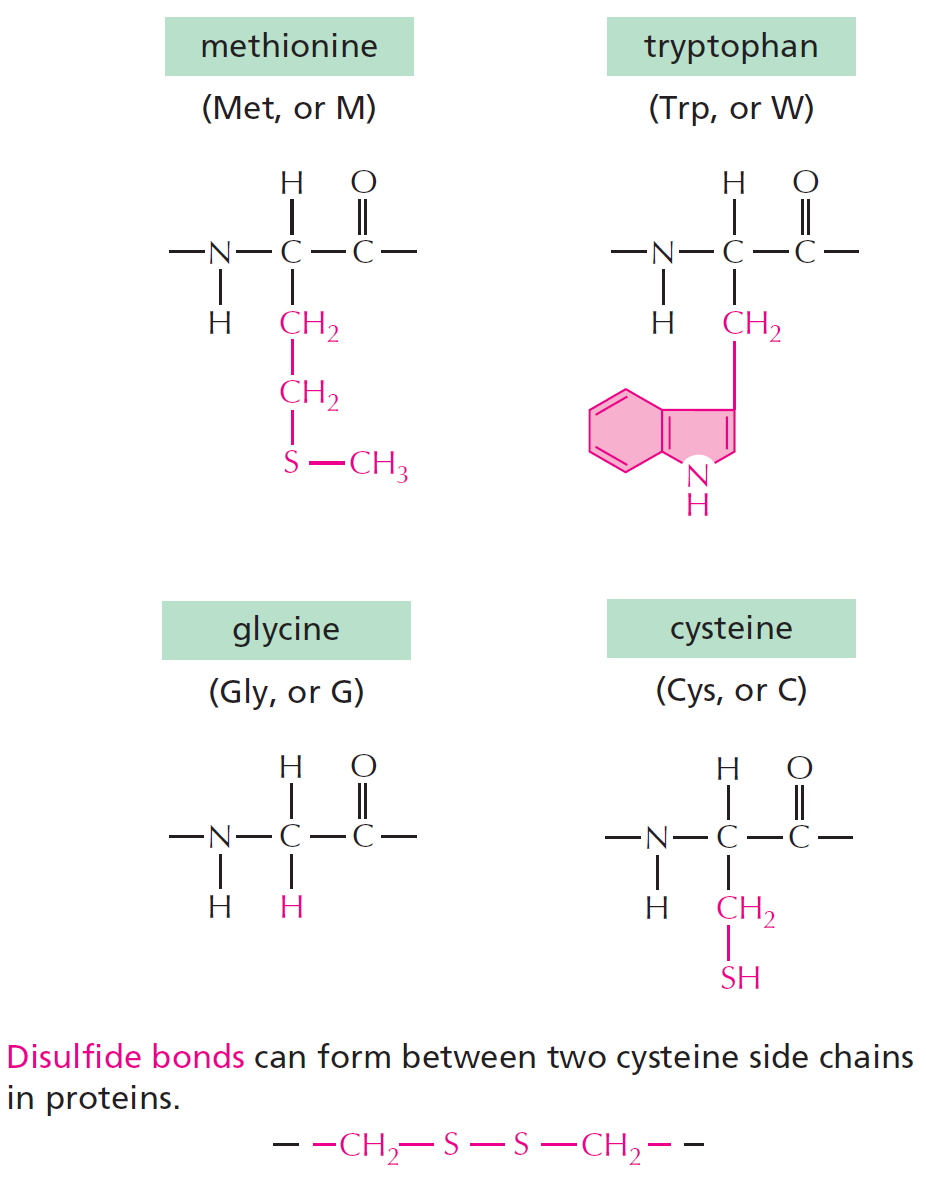 methionine
tryptophan
(Met, or M)
(Trp, or W)
H O
H O
N C C
N C C
H CH₂
H CH₂
CH₂
S CH₃
N
H
glycine
cysteine
(Gly, or G)
(Cys, or C)
H O
H O
N C C
N C C
H H
H CH₂
SH
Disulfide bonds can form between two cysteine side chains
in proteins.
— —CH₂—S—S—CH₂— —